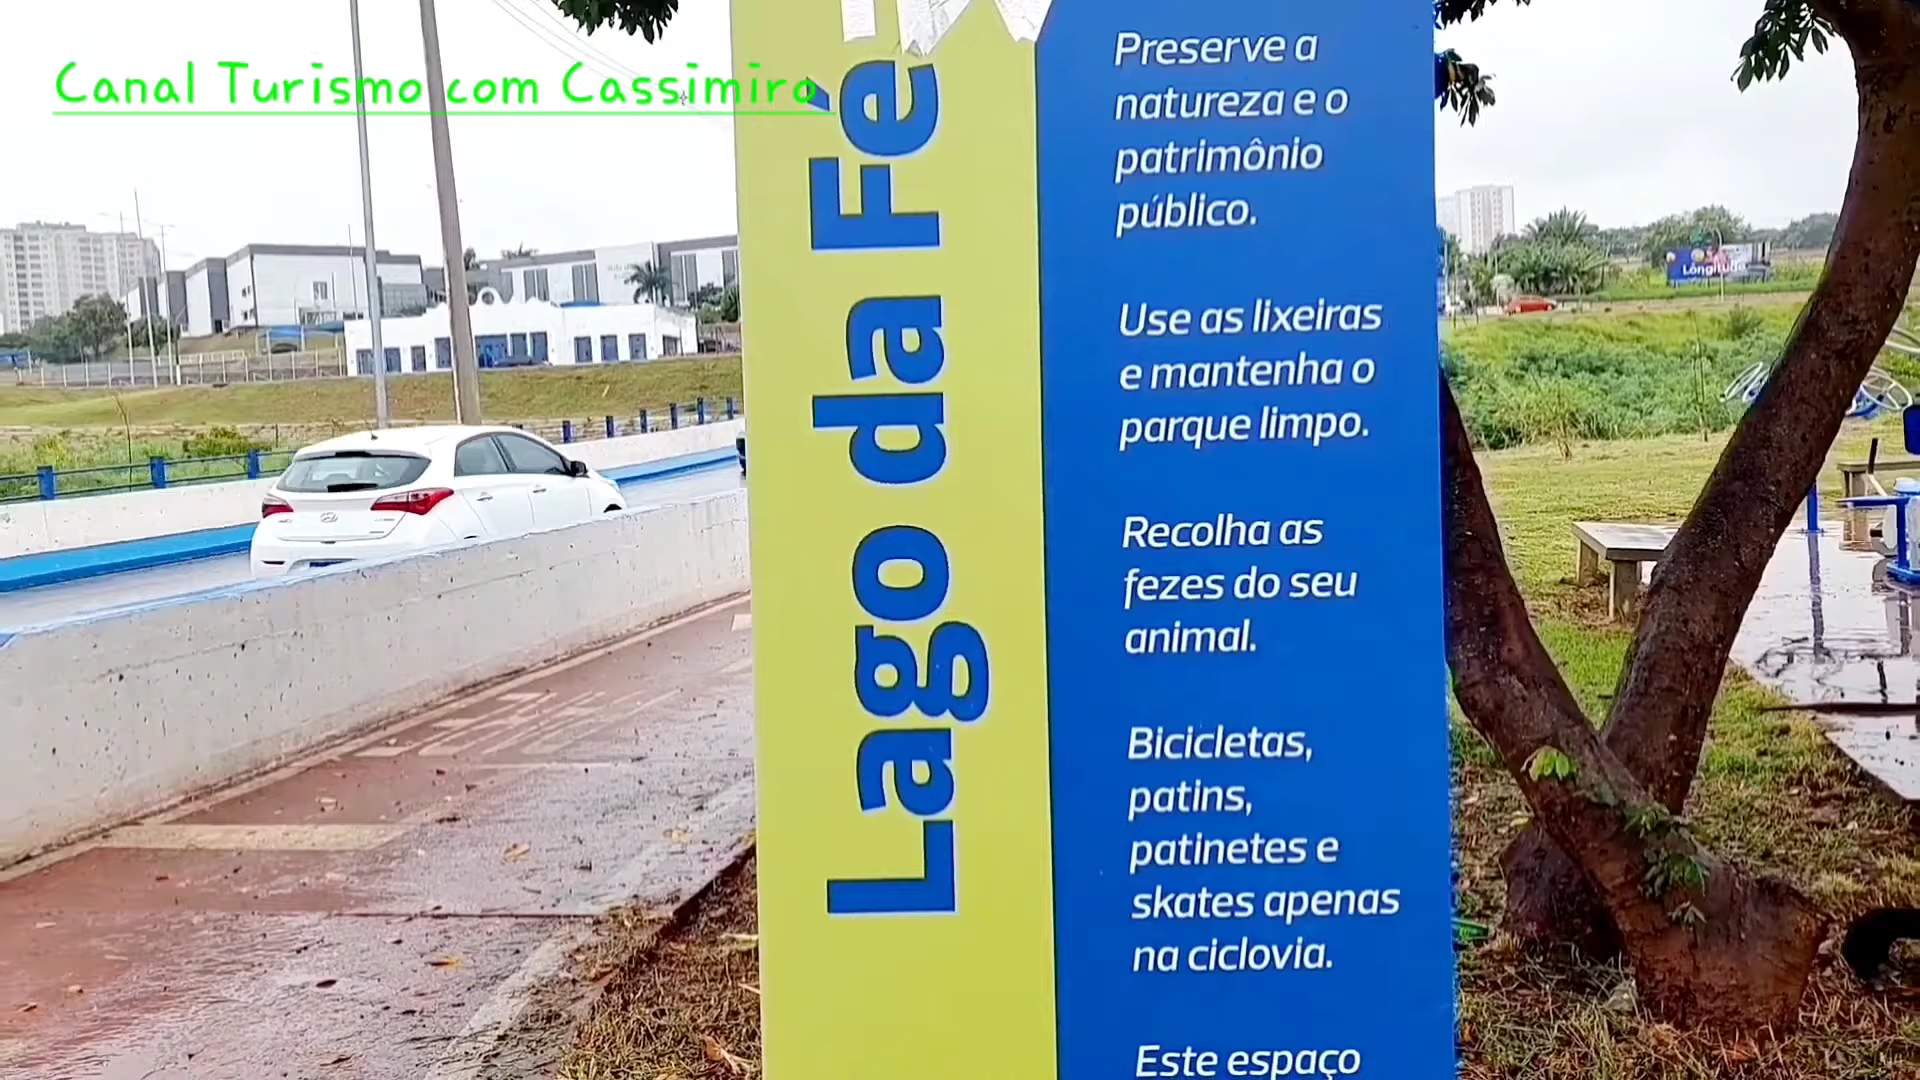 Canal Turismo com Cassimiro
Lago da Fé
Preserve a
natureza e o
patrimônio
público.
Use as lixeiras
e mantenha o
parque limpo.
Recolha as
fezes do seu
animal.
Bicicletas,
patins,
patinetes e
skates apenas
na ciclovia.
Este espaço
Longitude